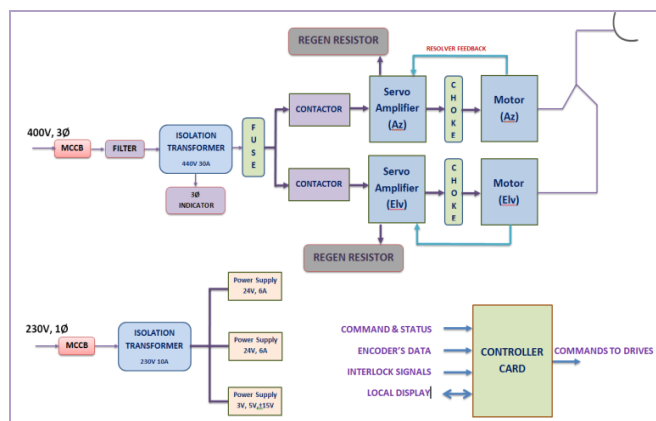 REGEN RESISTOR
RESOLVER FEEDBACK
400V, 3Ø
MCCB
FILTER
ISOLATION
TRANSFORMER
440V 30A
3Ø
INDICATOR
FUSE
CONTACTOR
Servo
Amplifier
(Az)
CHOKE
Motor
(Az)
CONTACTOR
Servo
Amplifier
(Elv)
CHOKE
Motor
(Elv)
REGEN RESISTOR
230V, 1Ø
MCCB
ISOLATION
TRANSFORMER
230V 10A
Power Supply
24V, 6A
Power Supply
24V, 6A
Power Supply
3V, 5V,±15V
COMMAND & STATUS
ENCODER'S DATA
INTERLOCK SIGNALS
LOCAL DISPLAY
CONTROLLER
CARD
COMMANDS TO DRIVES